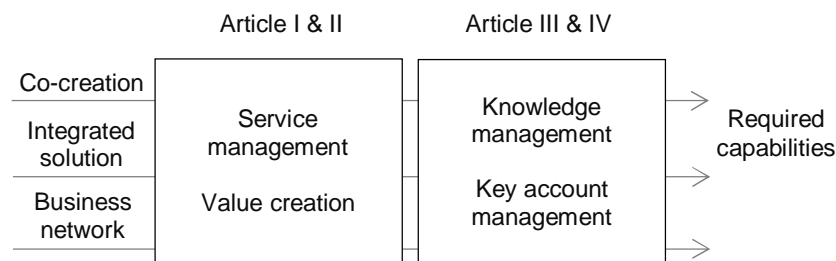 Article I & II
Article III & IV
Co-creation
Integrated
solution
Business
network
Service
management
Value creation
Knowledge
management
Key account
management
Required
capabilities